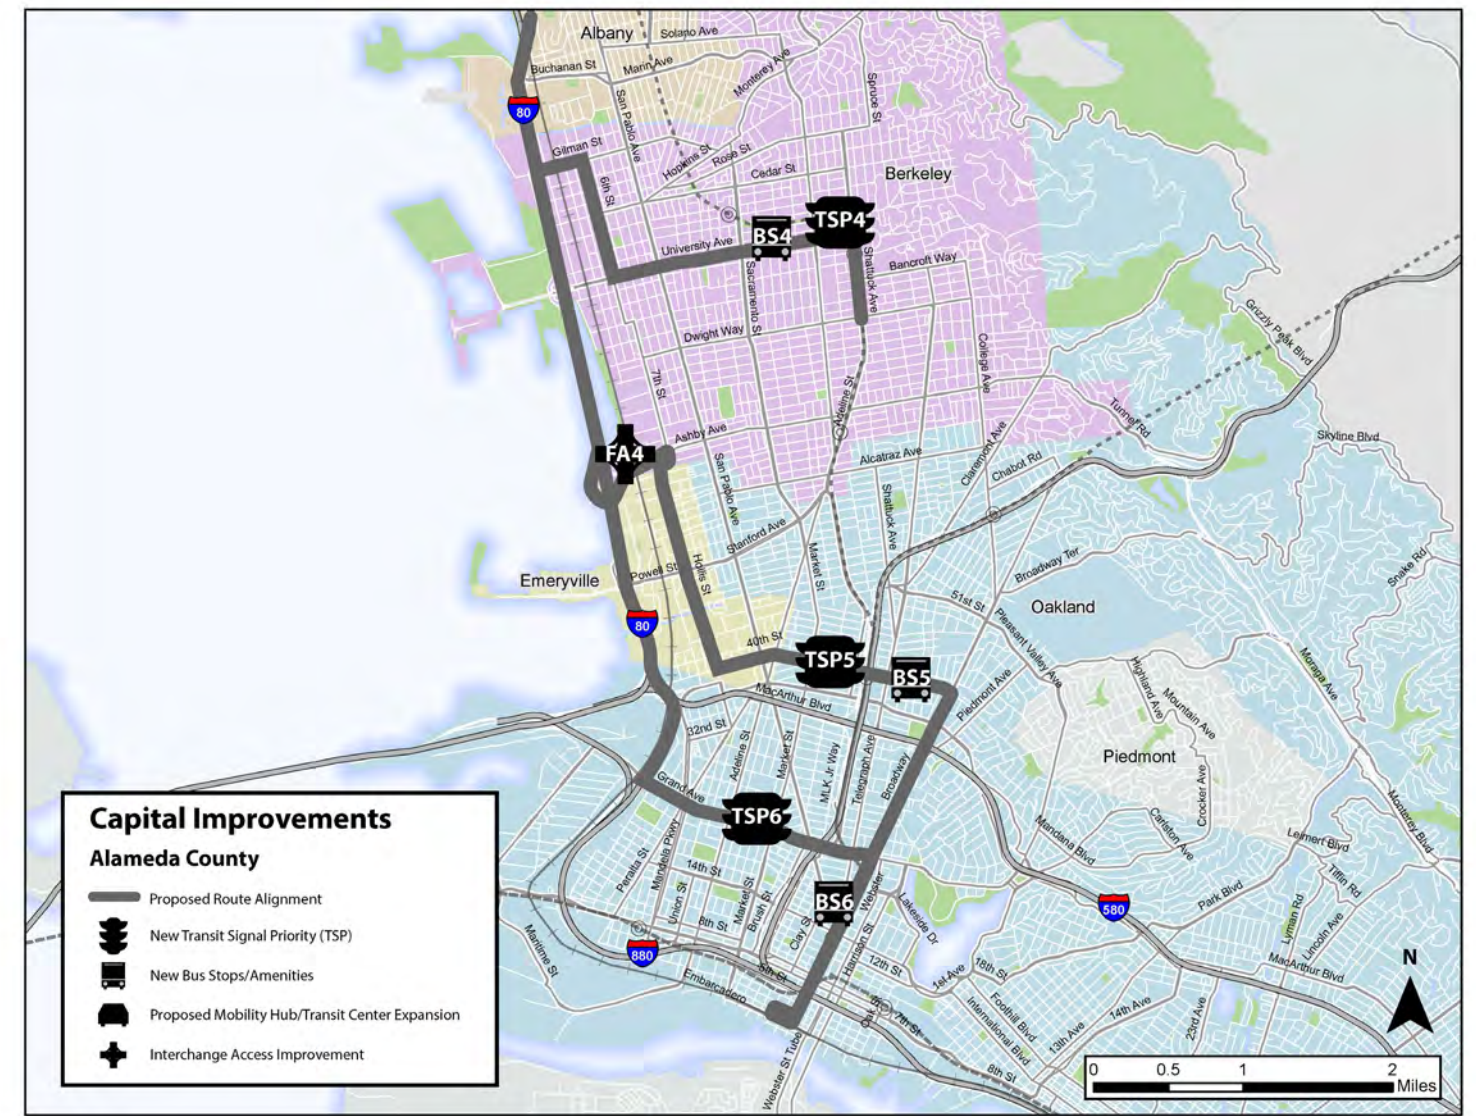 Albany
Solano Ave
Buchanan St
Marin Ave
Monterey Ave
Spruce St
80
San Pablo Ave
Gilman St
Hopkins St
Rose St
Cedar St
6th St
Berkeley
TSP4
BS4
University Ave
Shattuck Ave
Bancroft Way
Sacramento St
Dwight Way
College Ave
Grizzly Peak Blvd
7th St
Adeline St
Tunnel Rd
Ashby Ave
FA4
San Pablo Ave
Alcatraz Ave
Claremont Ave
Chabot Rd
Skyline Blvd
Shattuck Ave
Stanford Ave
Market St
Powell St
Hollis St
Emeryville
Broadway Ter
Snake Rd
51st St
Oakland
Pleasant Valley Ave
80
40th St
TSP5
BS5
Piedmont Ave
Highland Ave
Mountain Ave
Moraga Ave
MacArthur Blvd
32nd St
Adeline St
Market St
MLK Jr Way
Telegraph Ave
Broadway
Piedmont
Crocker Ave
Grand Ave
TSP6
Mandana Blvd
Carlston Ave
Leimert Blvd
Monterey Blvd
Peralta St
Mandela Pkwy
14th St
Union St
Market St
Brush St
8th St
BS6
Clay St
Webster
Harrison St
Lakeside Dr
580
Park Blvd
Tiffin Rd
Lyman Rd
Lincoln Ave
MacArthur Blvd
Maritime St
880
5th St
Embarcadero
12th St
1st Ave
18th St
Foothill Blvd
International Blvd
14th Ave
13th Ave
23rd Ave
Oak St
7th St
8th St
Webster St Tube
Capital Improvements
Alameda County
Proposed Route Alignment
New Transit Signal Priority (TSP)
New Bus Stops/Amenities
Proposed Mobility Hub/Transit Center Expansion
Interchange Access Improvement
N
0 0.5 1 2
Miles